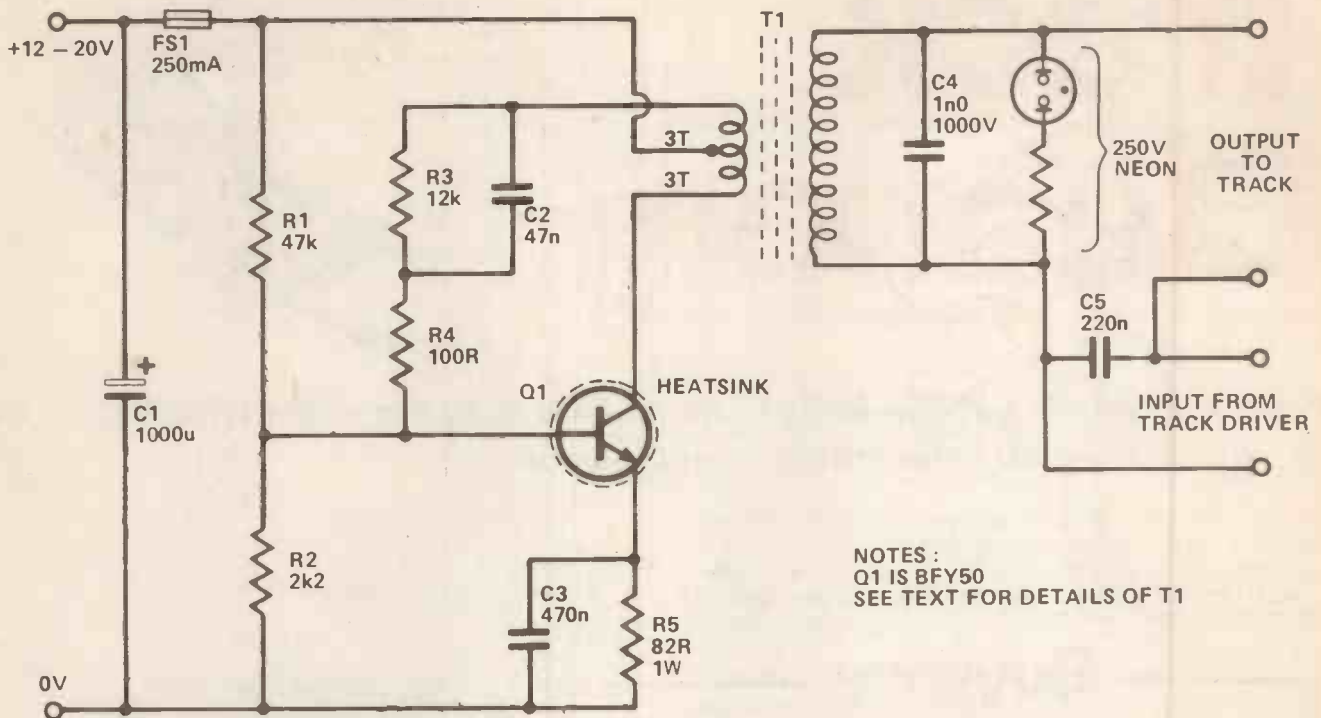 +12 – 20V
FS1
250mA
R1
47k
R2
2k2
C1
1000u
+
0V
R3
12k
C2
47n
R4
100R
3T
3T
Q1
HEATSINK
C3
470n
R5
82R
1W
T1
C4
1n0
1000V
250V
NEON
OUTPUT
TO
TRACK
C5
220n
INPUT FROM
TRACK DRIVER
NOTES :
Q1 IS BFY50
SEE TEXT FOR DETAILS OF T1